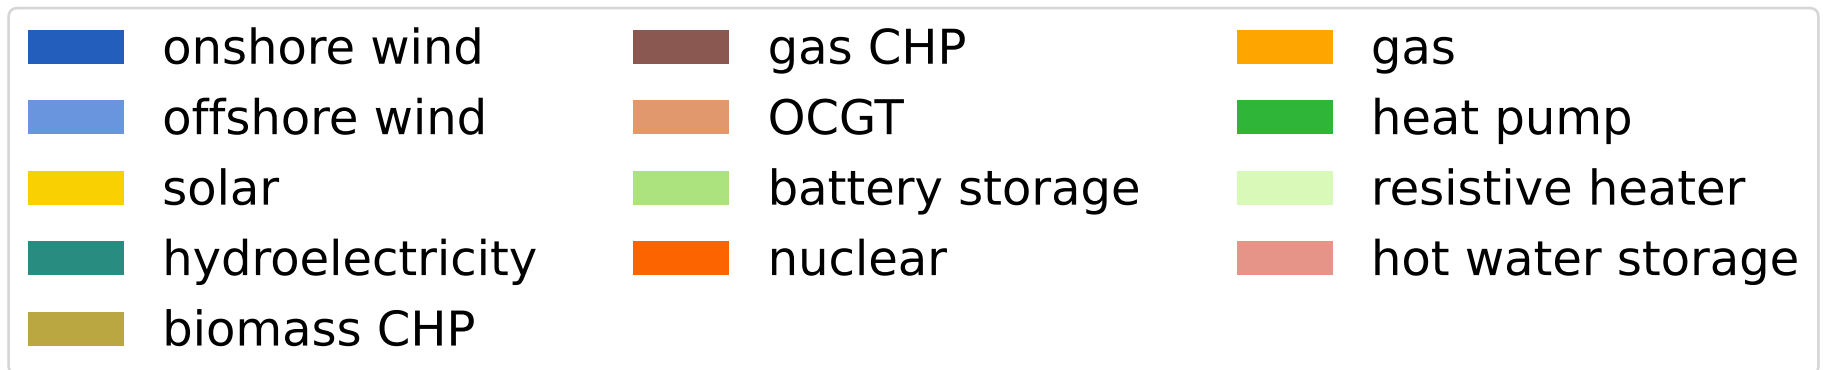 onshore wind
offshore wind
solar
hydroelectricity
biomass CHP
gas CHP
OCGT
battery storage
nuclear
gas
heat pump
resistive heater
hot water storage